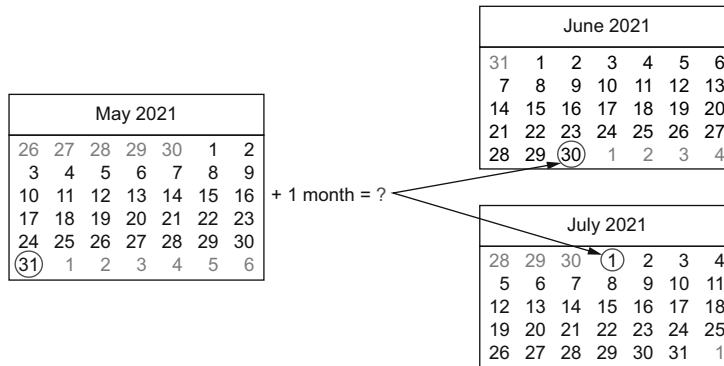 May 2021
26 27 28 29 30 1 2
3 4 5 6 7 8 9
10 11 12 13 14 15 16
17 18 19 20 21 22 23
24 25 26 27 28 29 30
31 1 2 3 4 5 6
+ 1 month = ?
June 2021
31 1 2 3 4 5 6
7 8 9 10 11 12 13
14 15 16 17 18 19 20
21 22 23 24 25 26 27
28 29 30 1 2 3 4
July 2021
28 29 30 1 2 3 4
5 6 7 8 9 10 11
12 13 14 15 16 17 18
19 20 21 22 23 24 25
26 27 28 29 30 31 1